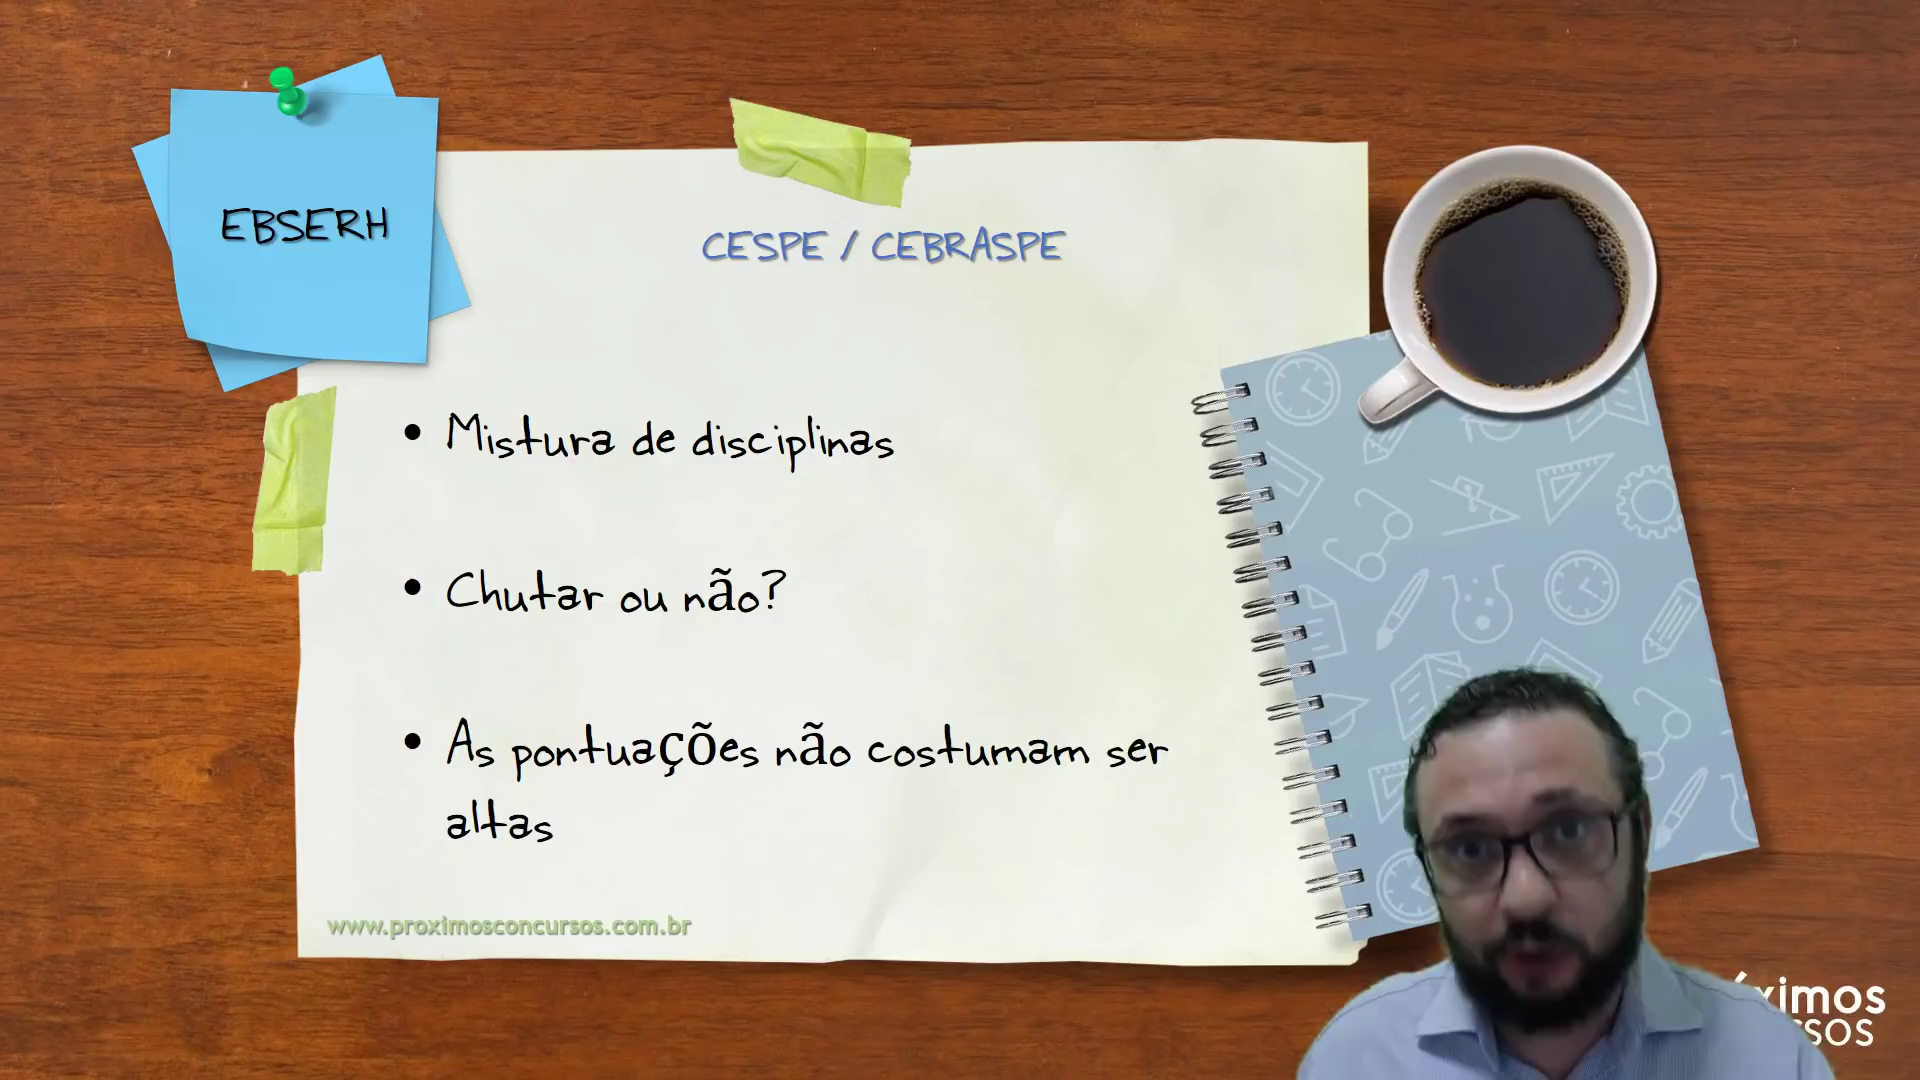 EBSERH
CESPE / CEBRASPE
• Mistura de disciplinas
• Chutar ou não?
• As pontuações não costumam ser
altas
www.proximosconcursos.com.br